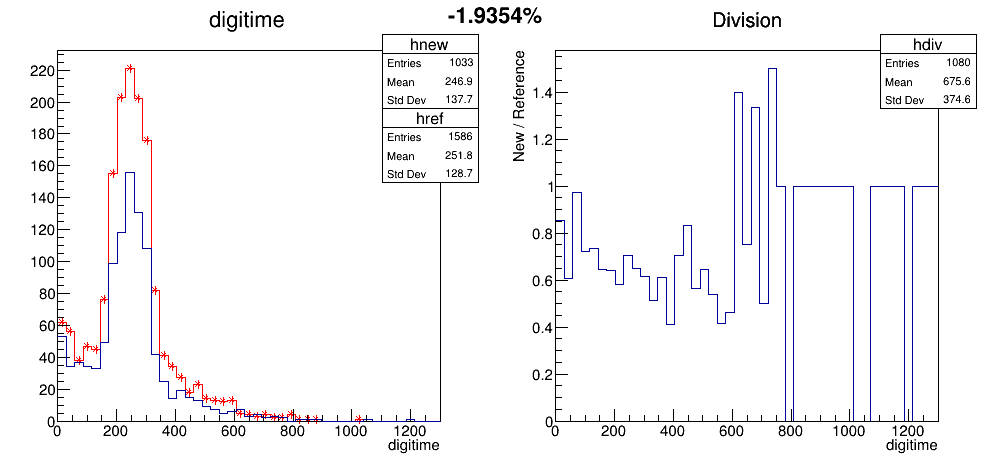 -1.9354%
digitime
hnew
Entries 1033
Mean 246.9
Std Dev 137.7
href
Entries 1586
Mean 251.8
Std Dev 128.7
220
200
180
160
140
120
100
80
60
40
20
0
0 200 400 600 800 1000 1200
digitime
Division
hdiv
Entries 1080
Mean 675.6
Std Dev 374.6
New / Reference
1.4
1.2
1
0.8
0.6
0.4
0.2
0
0 200 400 600 800 1000 1200
digitime